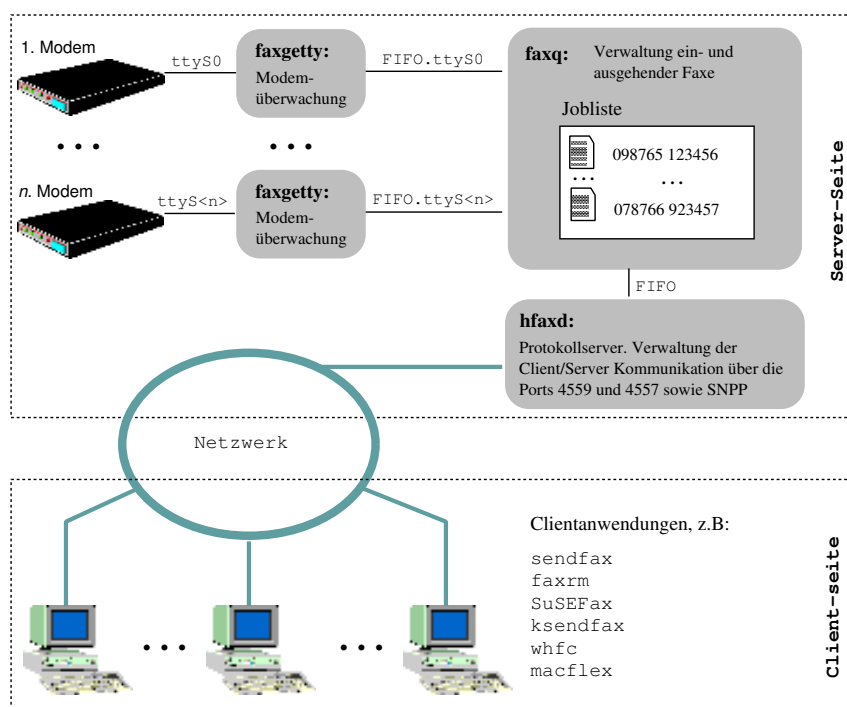 1. Modem
ttyS0
faxgetty:
Modem-
überwachung
FIFO.ttyS0
faxq:
Verwaltung ein- und
ausgehender Faxe
Jobliste
098765 123456
...
...
078766 923457
...
...
n. Modem
ttyS<n>
faxgetty:
Modem-
überwachung
FIFO.ttyS<n>
FIFO
hfaxd:
Protokollserver. Verwaltung der
Client/Server Kommunikation über die
Ports 4559 und 4557 sowie SNPP
Server-Seite
Netzwerk
Clientanwendungen, z.B:
sendfax
faxrm
SuSEFax
ksendfax
whfc
macflex
...
...
Client-seite